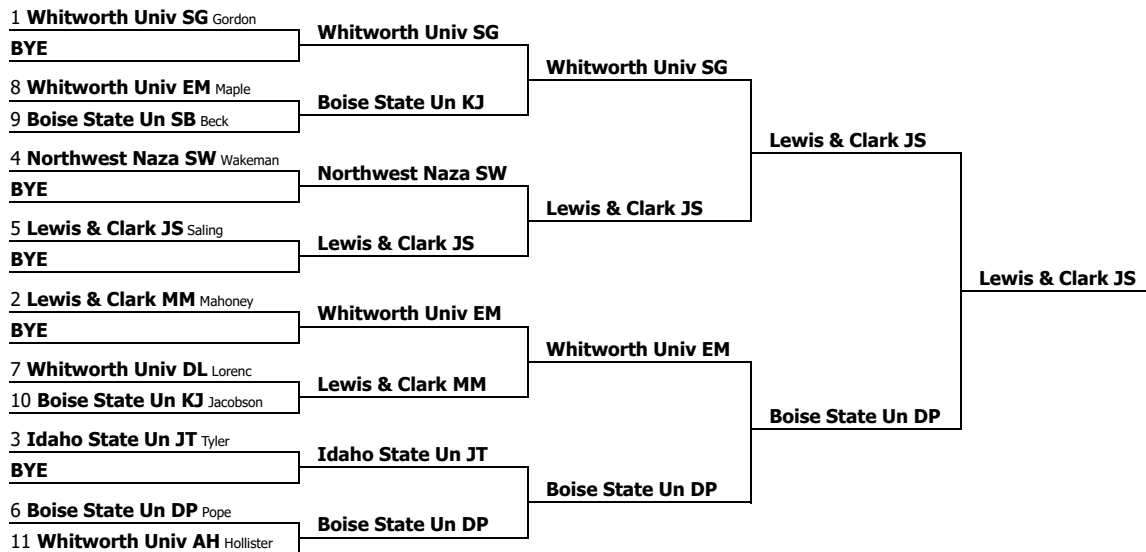 1 Whitworth Univ SG Gordon
BYE
8 Whitworth Univ EM Maple
9 Boise State Un SB Beck
4 Northwest Naza SW Wakeman
BYE
5 Lewis & Clark JS Saling
BYE
2 Lewis & Clark MM Mahoney
BYE
7 Whitworth Univ DL Lorenc
10 Boise State Un KJ Jacobson
3 Idaho State Un JT Tyler
BYE
6 Boise State Un DP Pope
11 Whitworth Univ AH Hollister
Whitworth Univ SG
Boise State Un KJ
Northwest Naza SW
Lewis & Clark JS
Whitworth Univ EM
Lewis & Clark MM
Idaho State Un JT
Boise State Un DP
Whitworth Univ SG
Lewis & Clark JS
Whitworth Univ EM
Boise State Un DP
Lewis & Clark JS
Boise State Un DP
Lewis & Clark JS